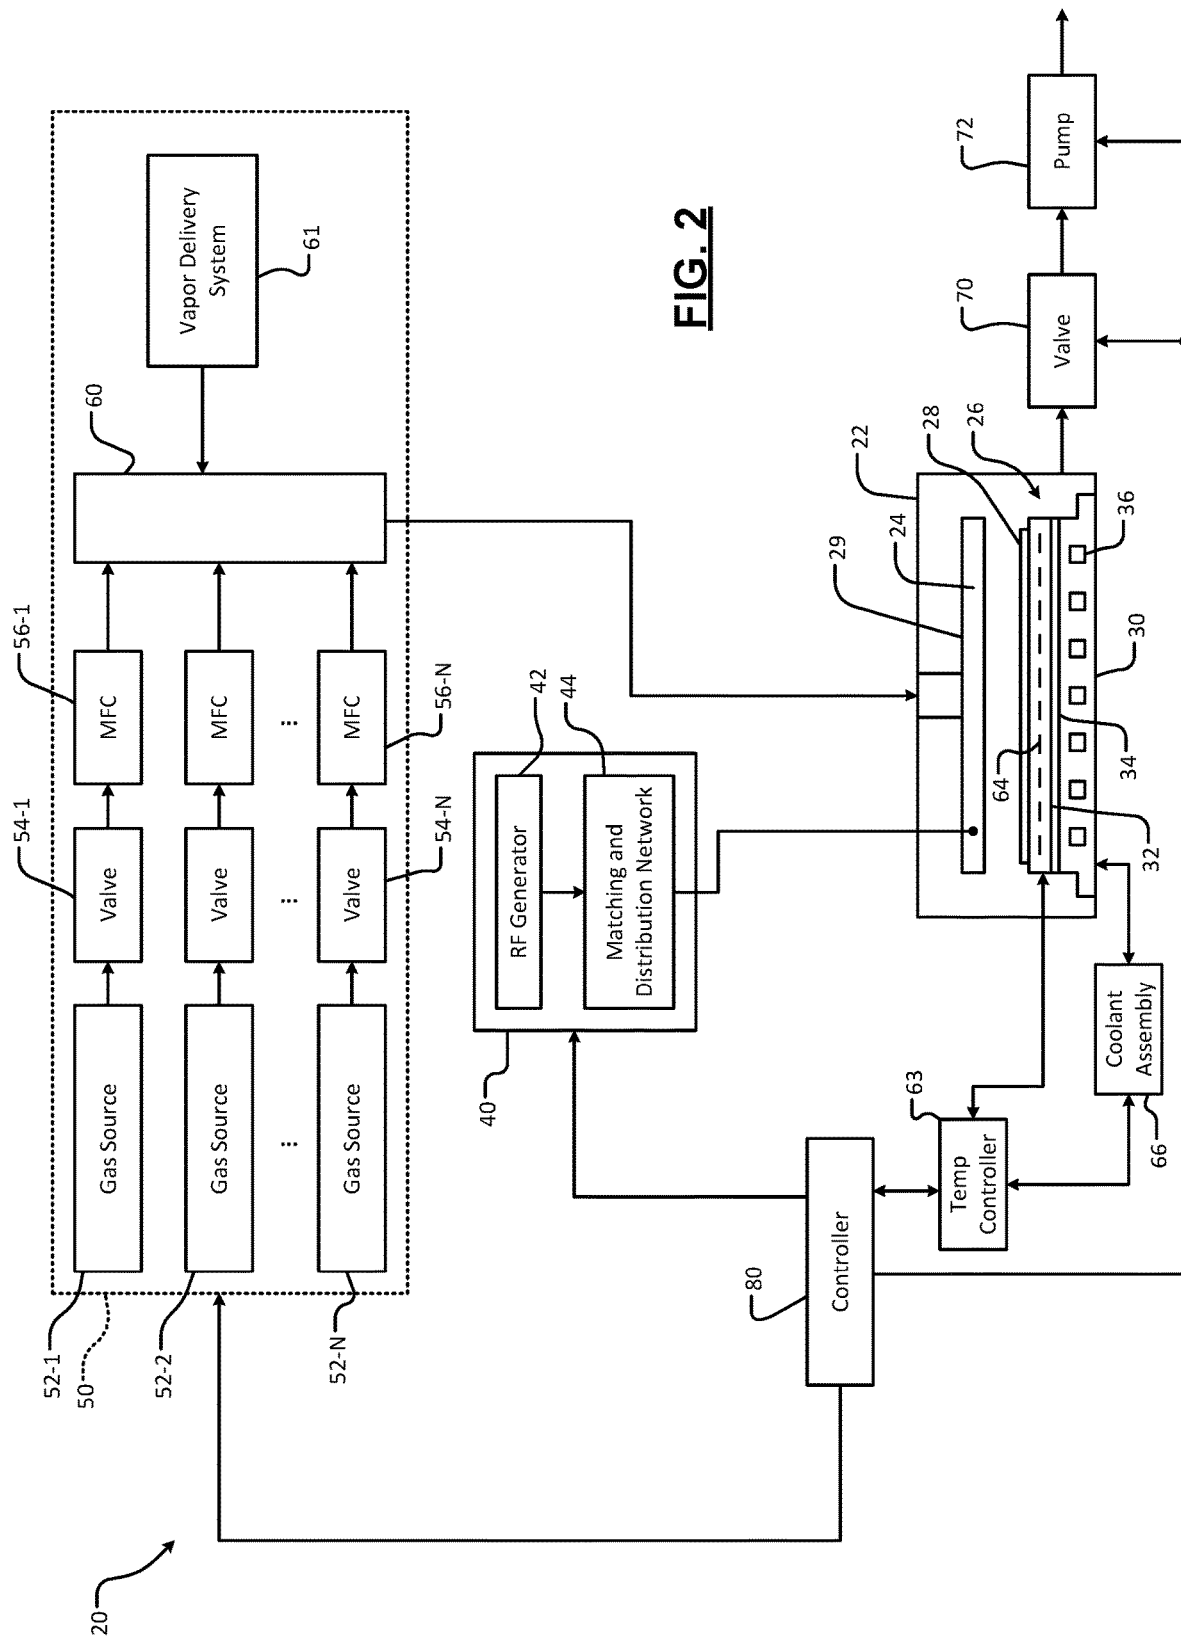 20
50
52-1
Gas Source
54-1
Valve
56-1
MFC
60
Vapor Delivery
System
61
52-2
Gas Source
Valve
MFC
...
...
...
52-N
Gas Source
54-N
Valve
56-N
MFC
40
RF Generator
42
Matching and
Distribution Network
44
FIG. 2
80
Controller
63
Temp
Controller
66
Coolant
Assembly
22
24
29
28
26
64
32
34
30
36
70
Valve
72
Pump